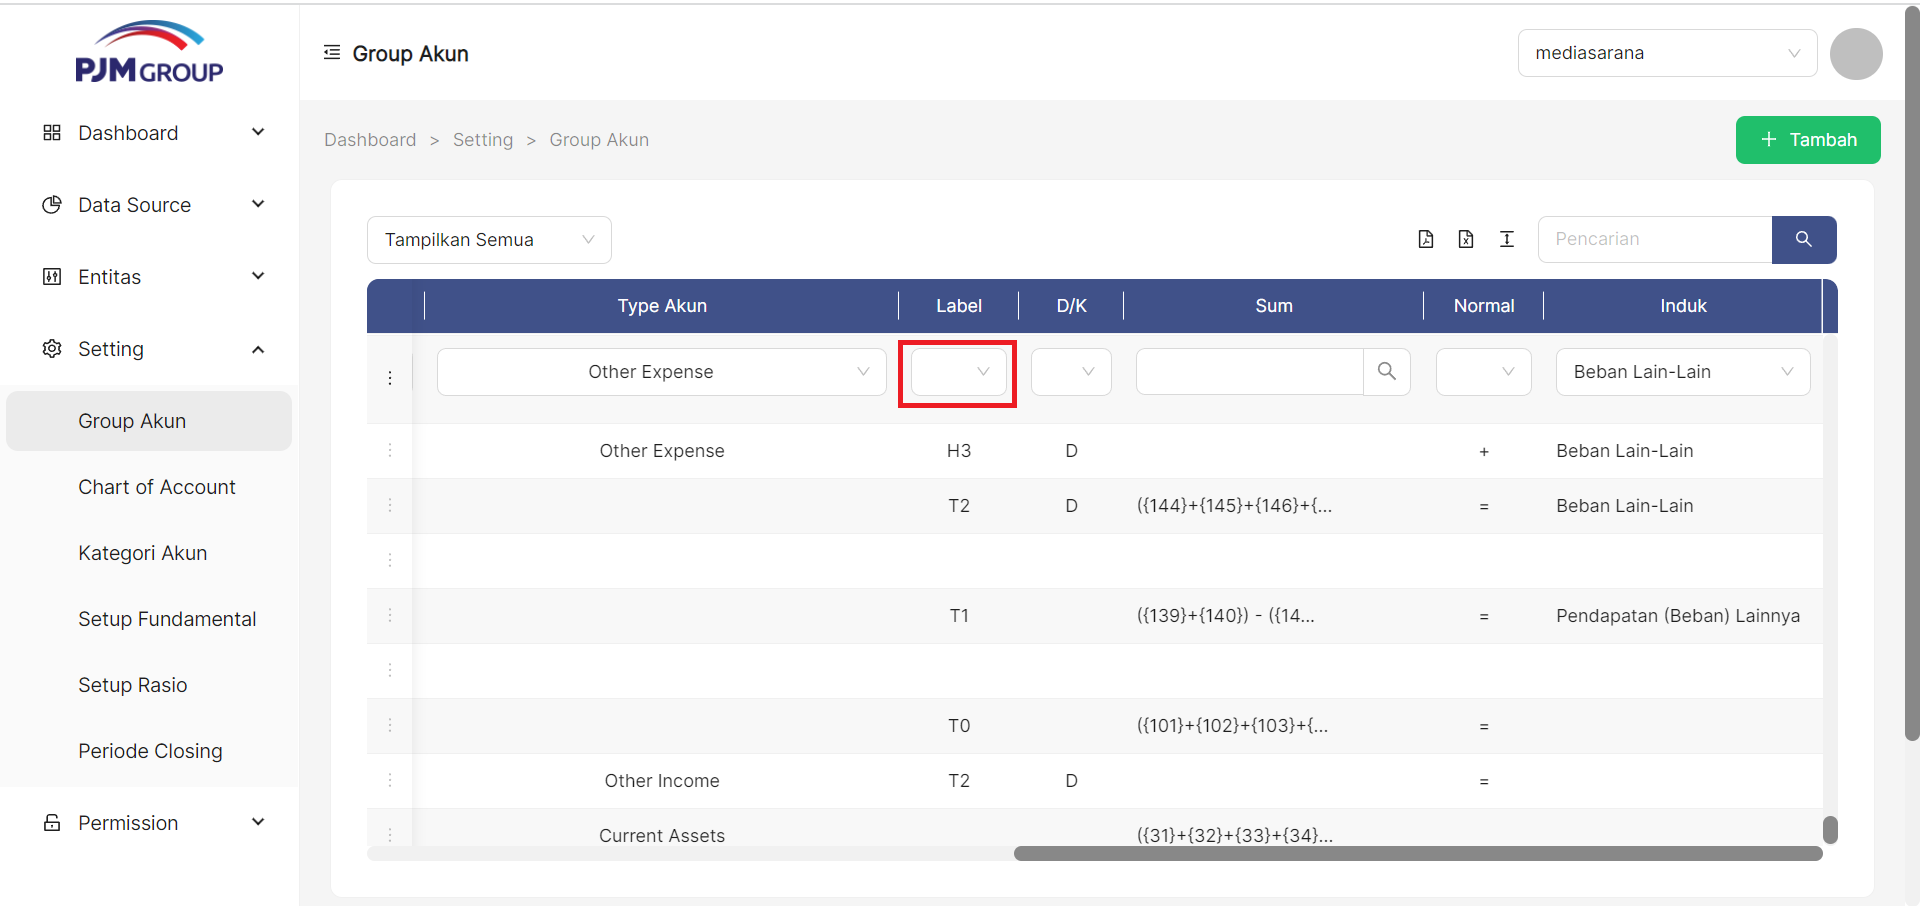 PJM GROUP
Group Akun
mediasarana
Dashboard
Data Source
Entitas
Setting
Group Akun
Chart of Account
Kategori Akun
Setup Fundamental
Setup Rasio
Periode Closing
Permission
Dashboard > Setting > Group Akun
+ Tambah
Tampilkan Semua
Pencarian
Type Akun Label D/K Sum Normal Induk
Other Expense Beban Lain-Lain
Other Expense H3 D + Beban Lain-Lain
T2 D ({144}+{145}+{146}+{... = Beban Lain-Lain
T1 ({139}+{140}) - ({14... = Pendapatan (Beban) Lainnya
T0 ({101}+{102}+{103}+{... =
Other Income T2 D =
Current Assets ({31}+{32}+{33}+{34}...